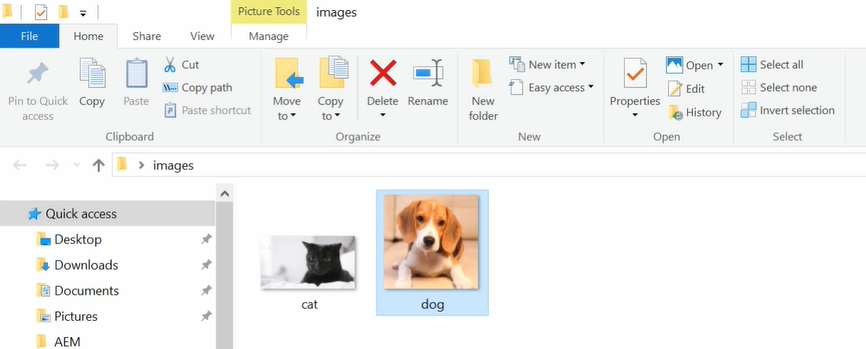 Picture Tools
images
File
Home
Share
View
Manage
Pin to Quick
access
Copy
Paste
Cut
Copy path
Paste shortcut
Clipboard
Move
to
Copy
to
Delete
Rename
Organize
New
folder
New item
Easy access
New
Properties
Open
Edit
History
Open
Select all
Select none
Invert selection
Select
images
Quick access
Desktop
Downloads
Documents
Pictures
AEM
cat
dog